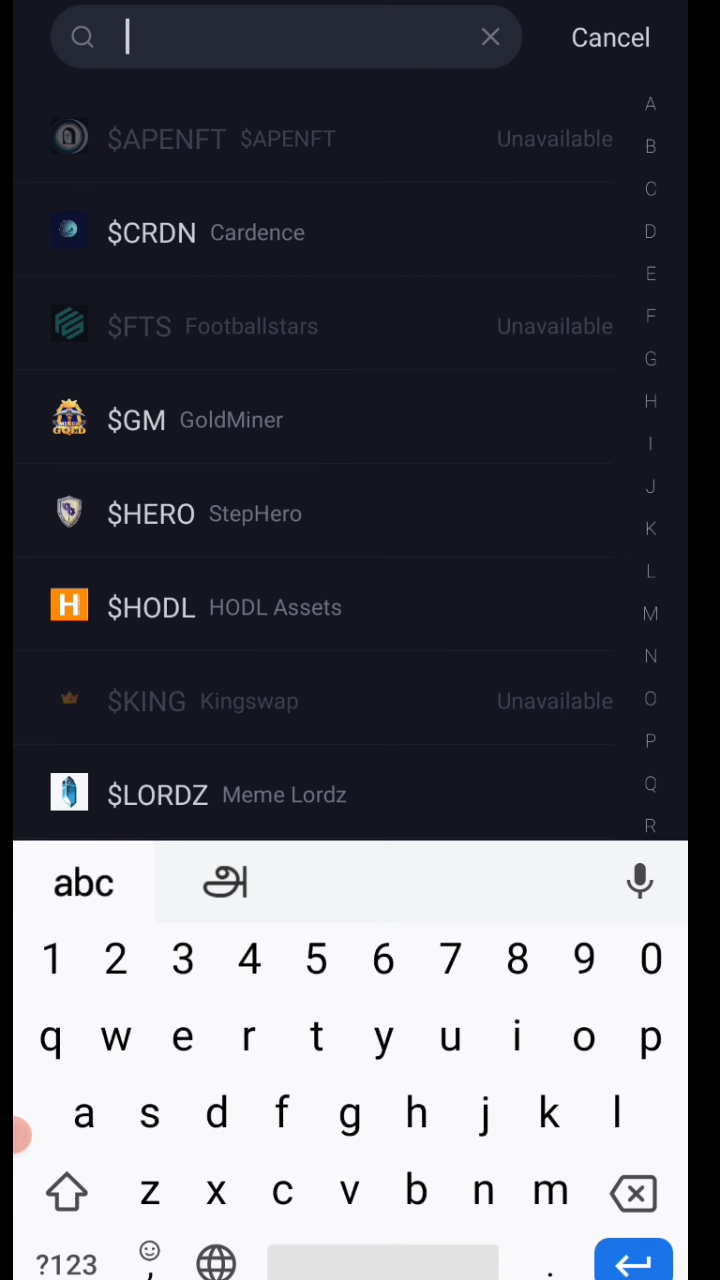 Cancel
$APENFT $APENFT Unavailable
$CRDN Cardence
$FTS Footballstars Unavailable
$GM GoldMiner
GOLD
$HERO StepHero
H $HODL HODL Assets
$KING Kingswap Unavailable
$LORDZ Meme Lordz
A
B
C
D
E
F
G
H
I
J
K
L
M
N
O
P
Q
R
abc அ
1 2 3 4 5 6 7 8 9 0
q w e r t y u i o p
a s d f g h j k l
z x c v b n m
?123 , .